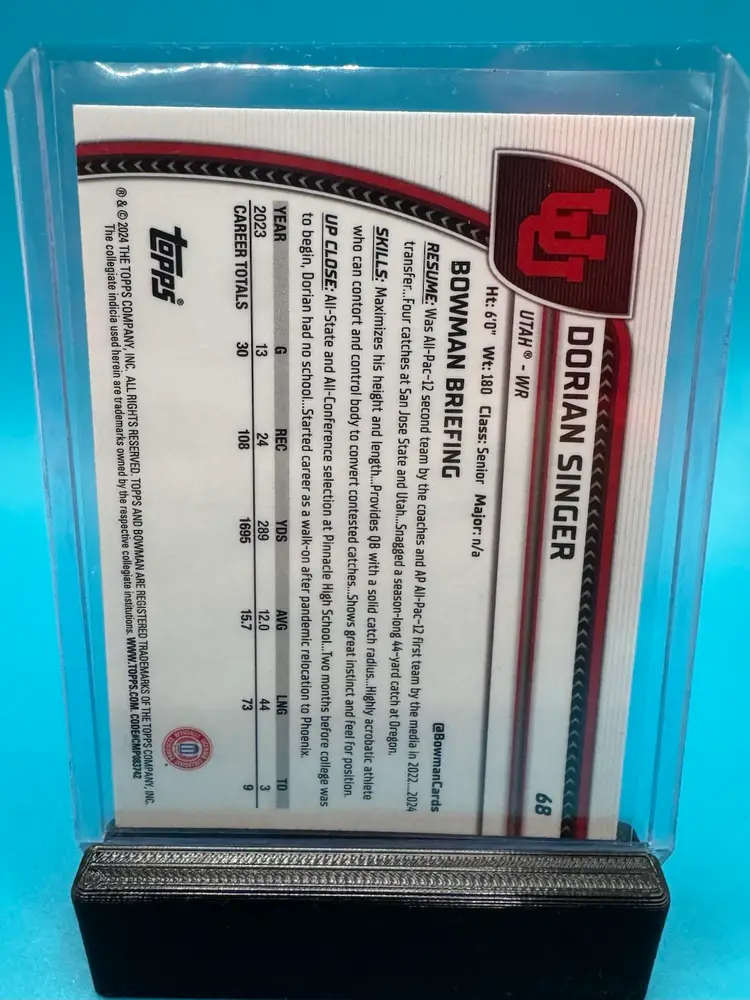 DORIAN SINGER
68
UTAH® - WR
Ht: 6'0" Wt: 180 Class: Senior Major: n/a
BOWMAN BRIEFING
@BowmanCards
RESUME: Was All-Pac-12 second team by the coaches and AP All-Pac-12 first team by the media in 2022...2024
transfer...Four catches at San Jose State and Utah...Snagged a season-long 44-yard catch at Oregon.
SKILLS: Maximizes his height and length...Provides QB with a solid catch radius...Highly acrobatic athlete
who can contort and control body to convert contested catches...Shows great instinct and feel for position.
UP CLOSE: All-State and All-Conference selection at Pinnacle High School...Two months before college was
to begin, Dorian had no school...Started career as a walk-on after pandemic relocation to Phoenix.
YEAR G REC YDS AVG LNG TD
2023 13 24 289 12.0 44 3
CAREER TOTALS 30 108 1695 15.7 73 9
topps®
® & © 2024 THE TOPPS COMPANY, INC. ALL RIGHTS RESERVED. TOPPS AND BOWMAN ARE REGISTERED TRADEMARKS OF THE TOPPS COMPANY, INC.
The collegiate indicia used herein are trademarks owned by the respective collegiate institutions. WWW.TOPPS.COM. CODE#CMP083742